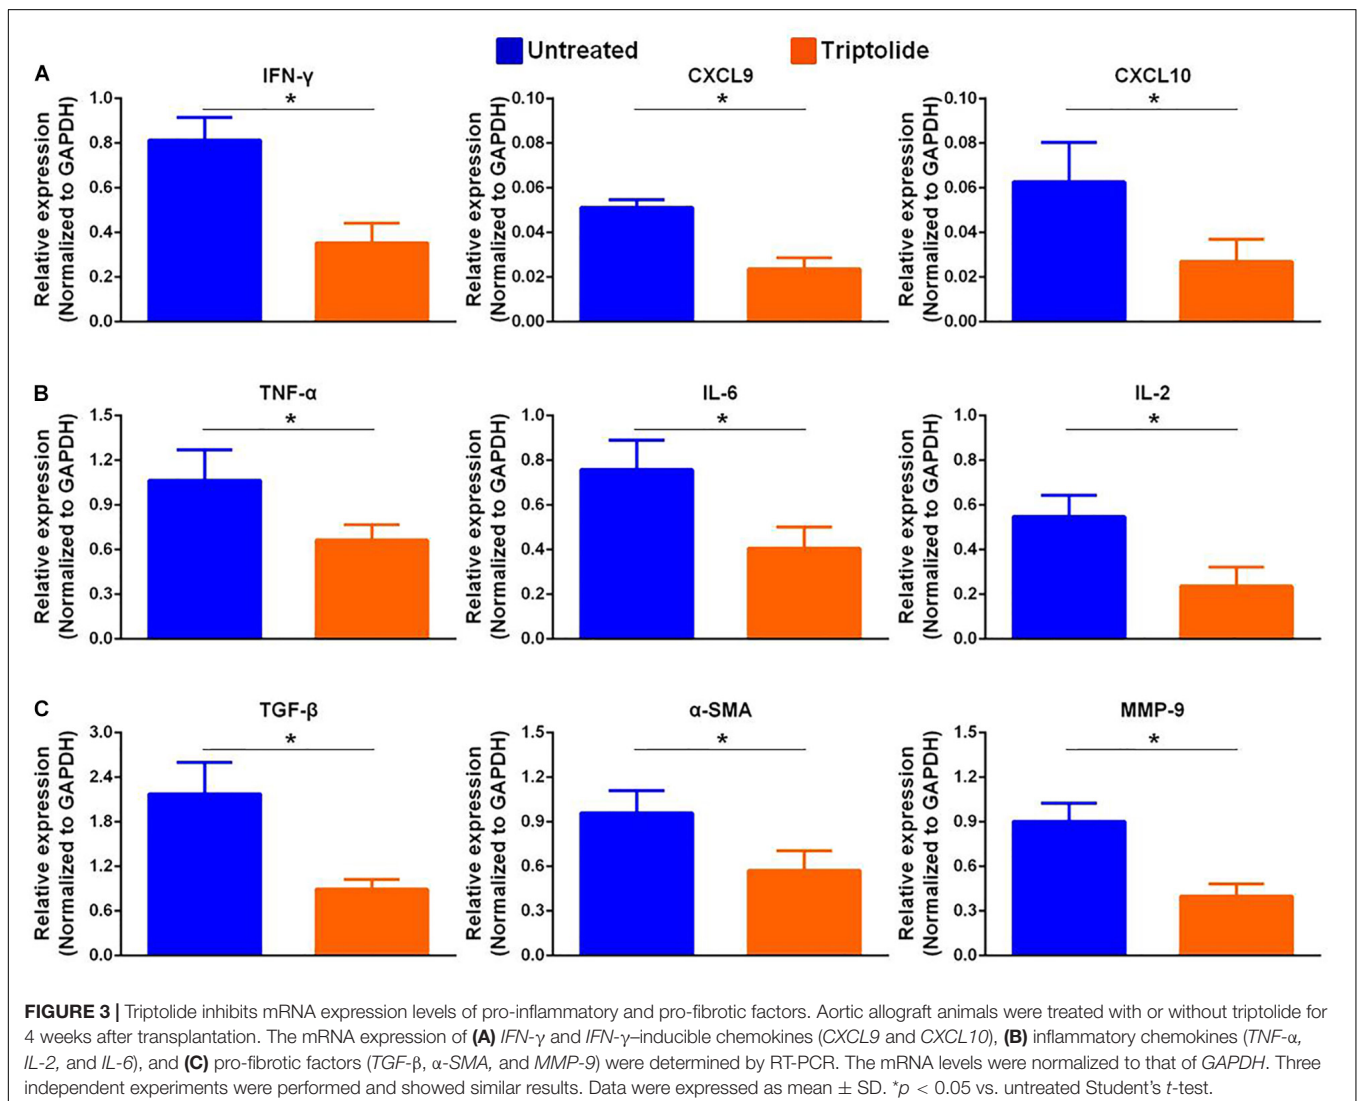 Untreated Triptolide
A IFN-γ CXCL9 CXCL10
Relative expression
(Normalized to GAPDH)
1.0
0.8
0.6
0.4
0.2
0.0
*
Relative expression
(Normalized to GAPDH)
0.10
0.08
0.06
0.04
0.02
0.00
*
Relative expression
(Normalized to GAPDH)
0.10
0.08
0.06
0.04
0.02
0.00
*
B TNF-α IL-6 IL-2
Relative expression
(Normalized to GAPDH)
1.5
1.2
0.9
0.6
0.3
0.0
*
Relative expression
(Normalized to GAPDH)
1.0
0.8
0.6
0.4
0.2
0.0
*
Relative expression
(Normalized to GAPDH)
1.0
0.8
0.6
0.4
0.2
0.0
*
C TGF-β α-SMA MMP-9
Relative expression
(Normalized to GAPDH)
3.0
2.4
1.8
1.2
0.6
0.0
*
Relative expression
(Normalized to GAPDH)
1.5
1.2
0.9
0.6
0.3
0.0
*
Relative expression
(Normalized to GAPDH)
1.5
1.2
0.9
0.6
0.3
0.0
*
FIGURE 3 | Triptolide inhibits mRNA expression levels of pro-inflammatory and pro-fibrotic factors. Aortic allograft animals were treated with or without triptolide for
4 weeks after transplantation. The mRNA expression of (A) IFN-γ and IFN-γ–inducible chemokines (CXCL9 and CXCL10), (B) inflammatory chemokines (TNF-α,
IL-2, and IL-6), and (C) pro-fibrotic factors (TGF-β, α-SMA, and MMP-9) were determined by RT-PCR. The mRNA levels were normalized to that of GAPDH. Three
independent experiments were performed and showed similar results. Data were expressed as mean ± SD. *p < 0.05 vs. untreated Student's t-test.